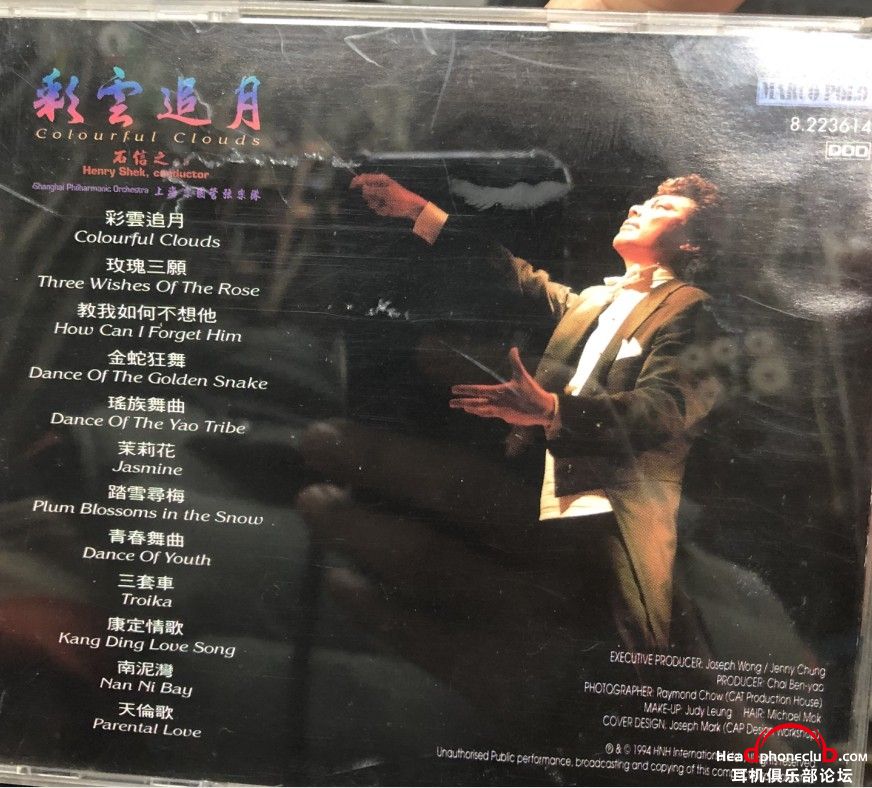 彩雲追月
Colourful Clouds
石信之
Henry Shek, conductor
Shanghai Philharmonic Orchestra 上海
彩雲追月
Colourful Clouds
玫瑰三願
Three Wishes Of The Rose
教我如何不想他
How Can I Forget Him
金蛇狂舞
Dance Of The Golden Snake
瑤族舞曲
Dance Of The Yao Tribe
茉莉花
Jasmine
踏雪尋梅
Plum Blossoms in the Snow
青春舞曲
Dance Of Youth
三套車
Troika
康定情歌
Kang Ding Love Song
南泥灣
Nan Ni Bay
天倫歌
Parental Love
MARCO POLO
8.223614
DDD
EXECUTIVE PRODUCER: Joseph Wong / Jenny Chung
PRODUCER: Choi Ben-yao
PHOTOGRAPHER: Raymond Chow (CAT Production House)
MAKE-UP: Judy Leung HAIR: Michael Mok
COVER DESIGN: Joseph Mark (CAP Design Workshop)
℗ & © 1994 HNH International
Unauthorised Public performance, broadcasting and copying of this
Headphoneclub.com
耳机俱乐部论坛